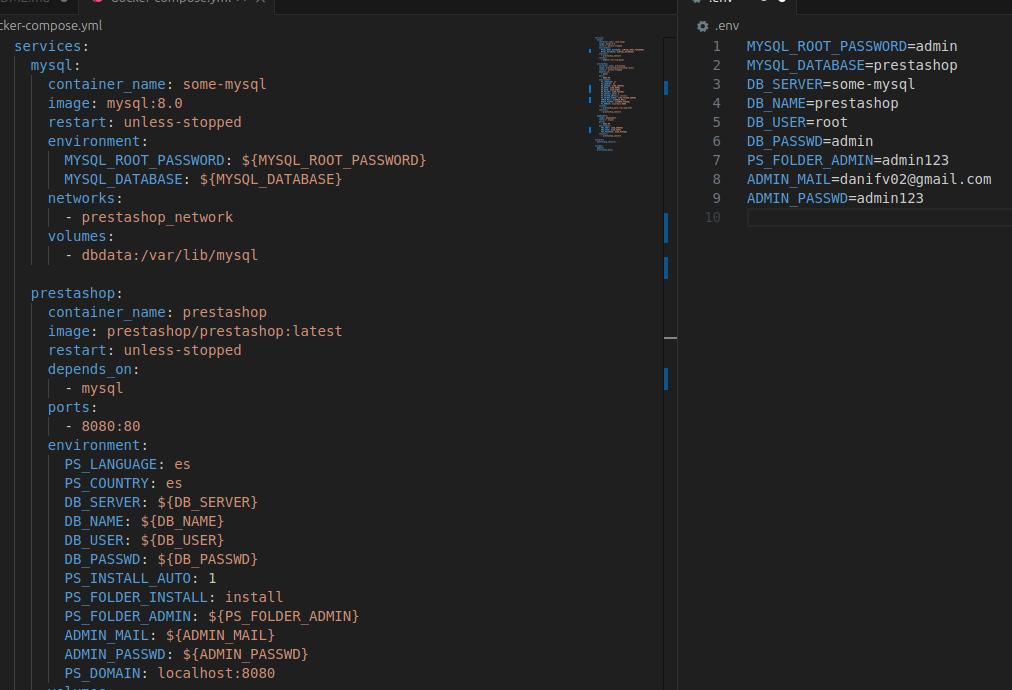 docker-compose.yml
.env
cker-compose.yml
services:
mysql:
container_name: some-mysql
image: mysql:8.0
restart: unless-stopped
environment:
MYSQL_ROOT_PASSWORD: ${MYSQL_ROOT_PASSWORD}
MYSQL_DATABASE: ${MYSQL_DATABASE}
networks:
- prestashop_network
volumes:
- dbdata:/var/lib/mysql
prestashop:
container_name: prestashop
image: prestashop/prestashop:latest
restart: unless-stopped
depends_on:
- mysql
ports:
- 8080:80
environment:
PS_LANGUAGE: es
PS_COUNTRY: es
DB_SERVER: ${DB_SERVER}
DB_NAME: ${DB_NAME}
DB_USER: ${DB_USER}
DB_PASSWD: ${DB_PASSWD}
PS_INSTALL_AUTO: 1
PS_FOLDER_INSTALL: install
PS_FOLDER_ADMIN: ${PS_FOLDER_ADMIN}
ADMIN_MAIL: ${ADMIN_MAIL}
ADMIN_PASSWD: ${ADMIN_PASSWD}
PS_DOMAIN: localhost:8080
.env
1 MYSQL_ROOT_PASSWORD=admin
2 MYSQL_DATABASE=prestashop
3 DB_SERVER=some-mysql
4 DB_NAME=prestashop
5 DB_USER=root
6 DB_PASSWD=admin
7 PS_FOLDER_ADMIN=admin123
8 ADMIN_MAIL=danifv02@gmail.com
9 ADMIN_PASSWD=admin123
10